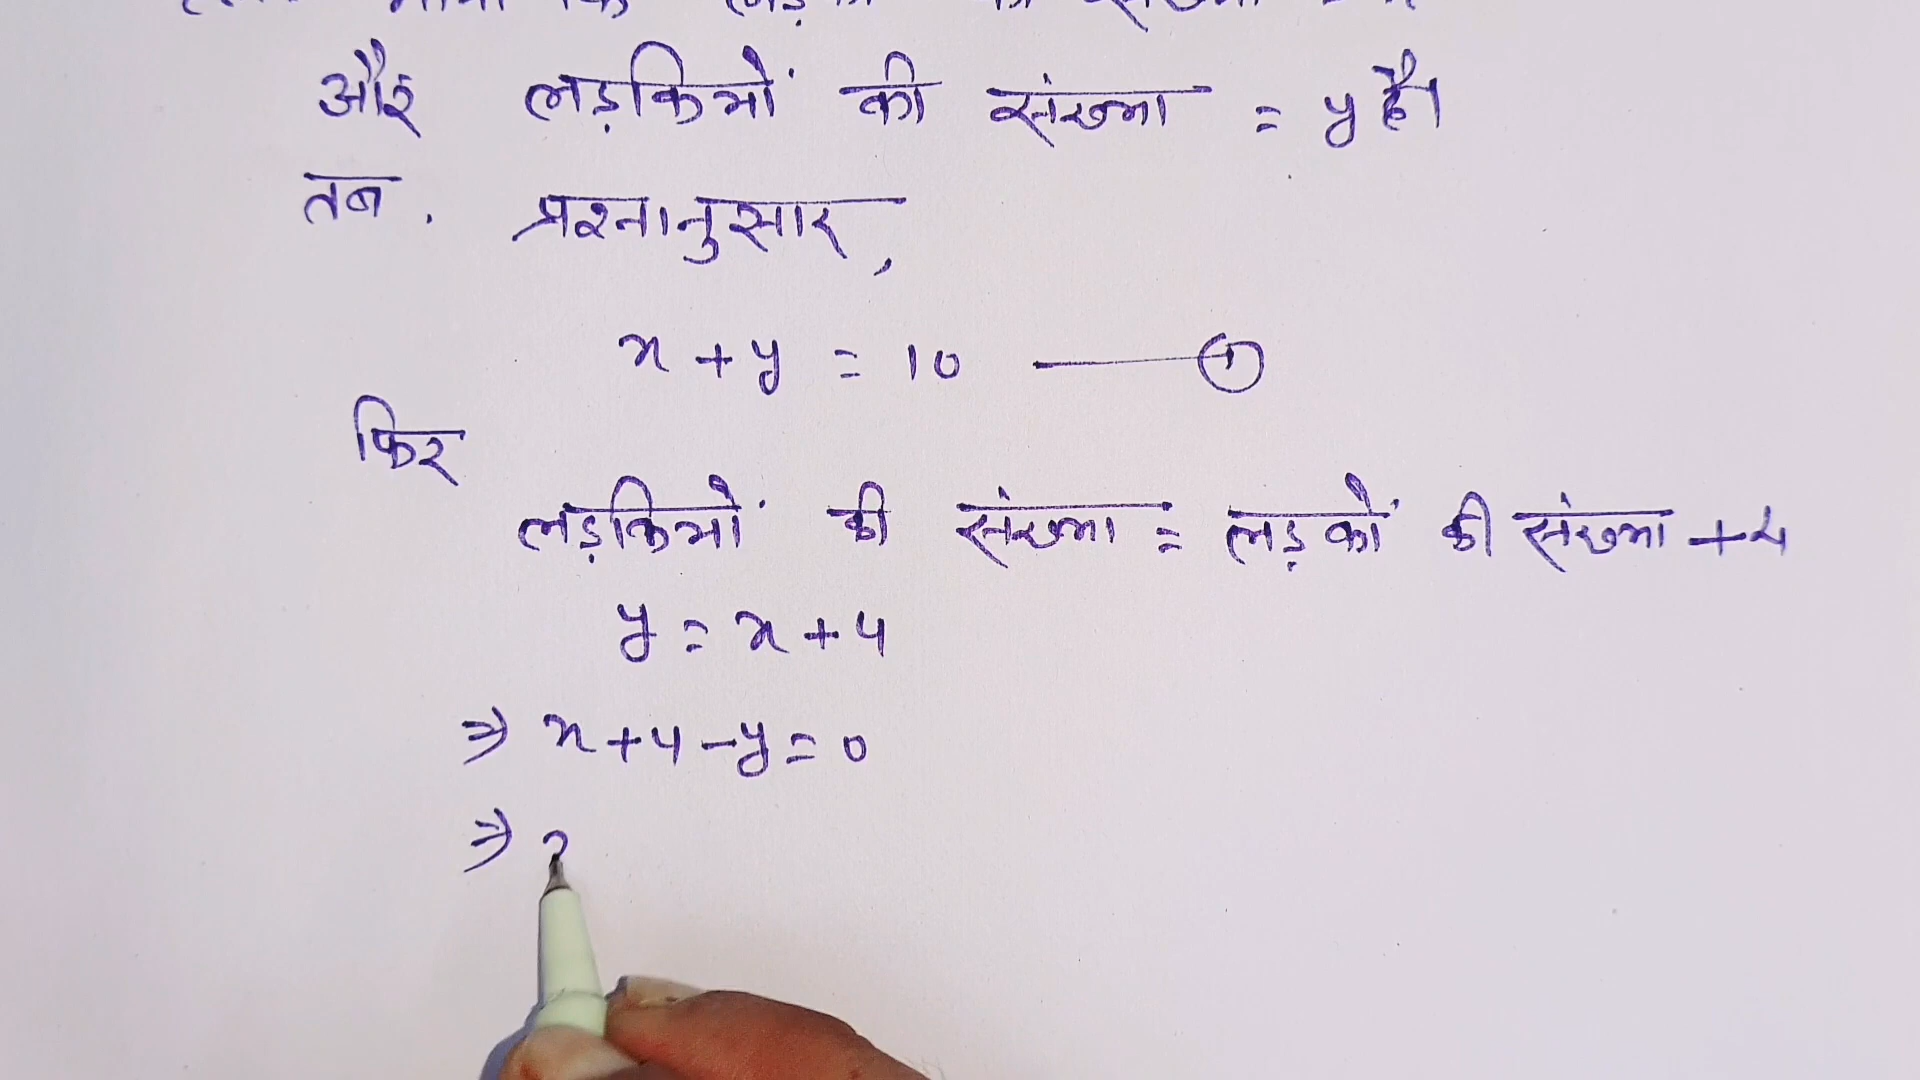 और लड़कियों की संख्या = y है।
तब, प्रश्नानुसार,
x + y = 10 —— ①
फिर
लड़कियों की संख्या = लड़कों की संख्या + 4
y = x + 4
⇒ x + 4 - y = 0
⇒